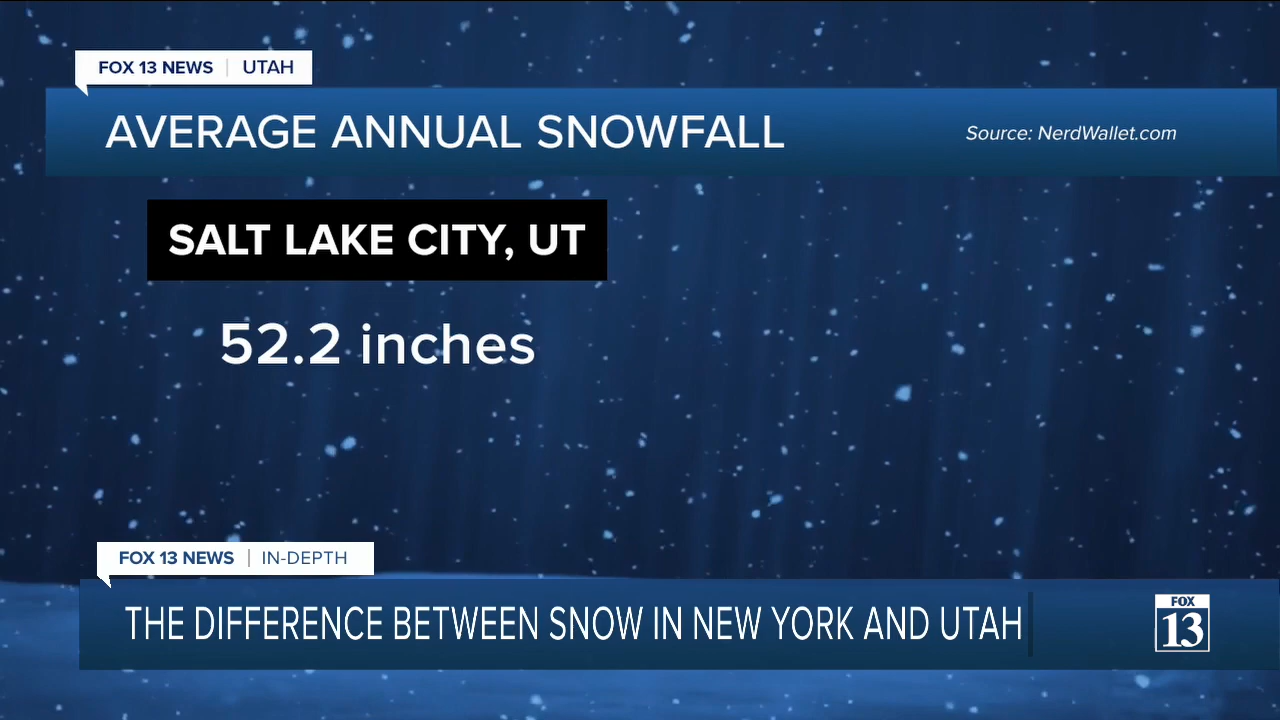 FOX 13 NEWS | UTAH
AVERAGE ANNUAL SNOWFALL
Source: NerdWallet.com
SALT LAKE CITY, UT
52.2 inches
FOX 13 NEWS | IN-DEPTH
THE DIFFERENCE BETWEEN SNOW IN NEW YORK AND UTAH
FOX
13